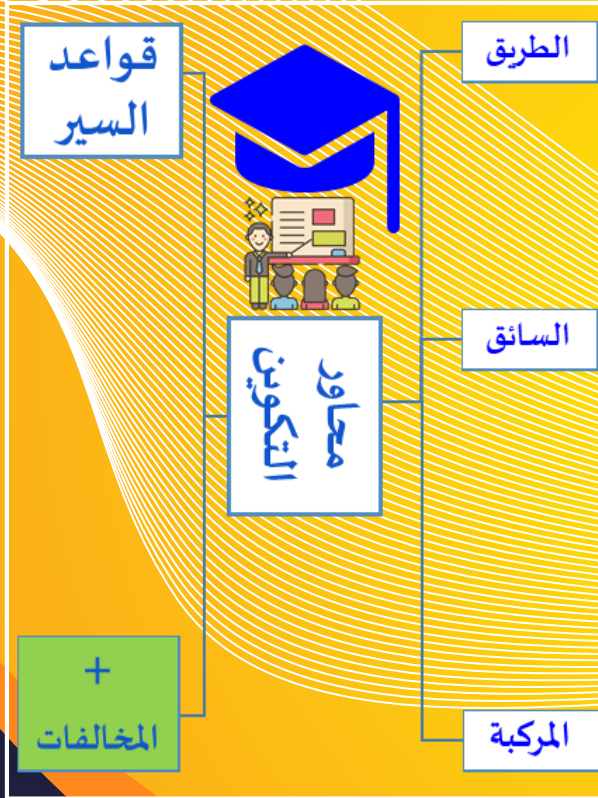 الطريق
قواعد
السير
السائق
محاور
التكوين
المركبة
+
المخالفات